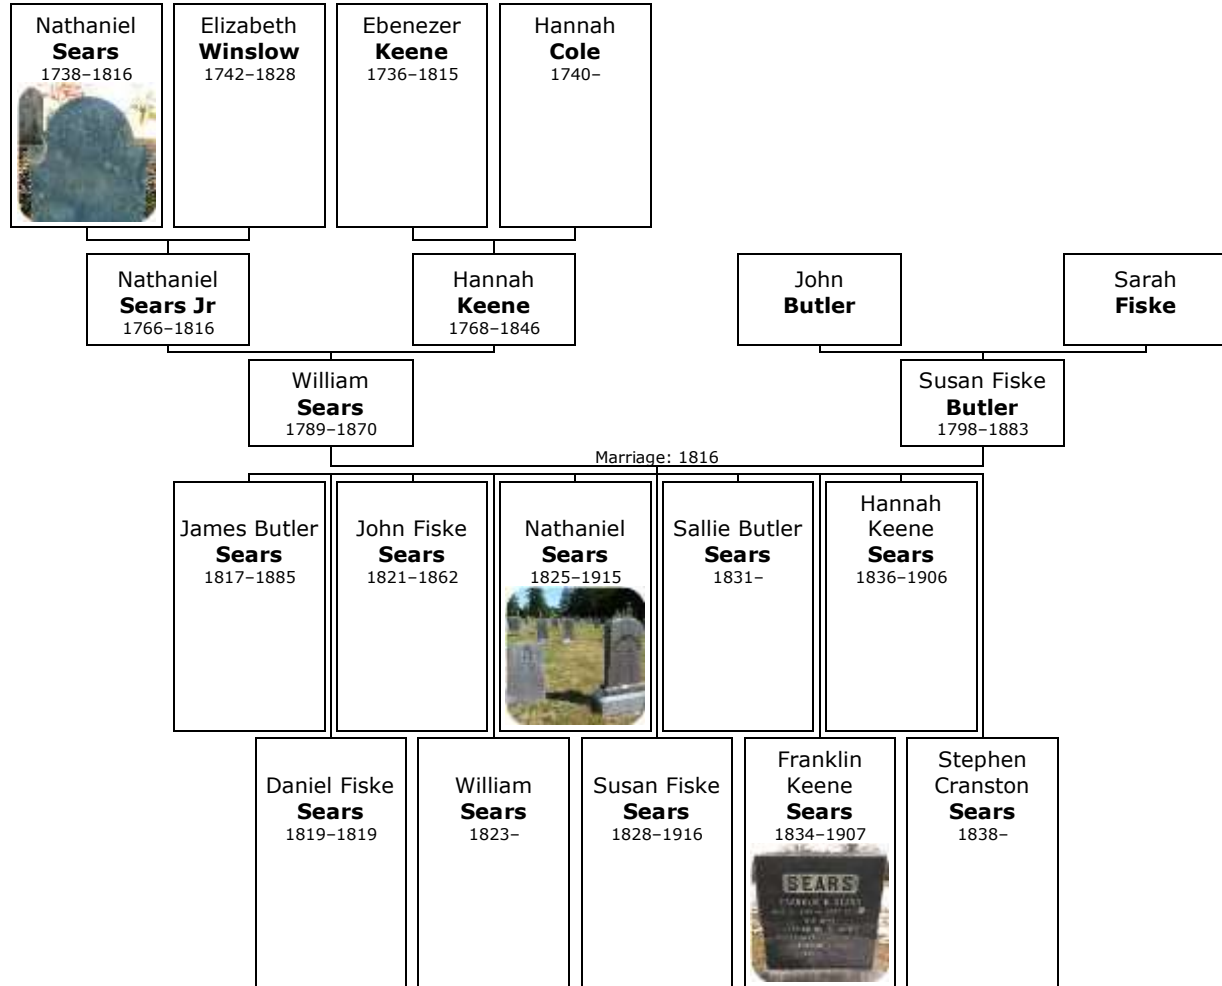 Nathaniel
Sears
1738–1816
Elizabeth
Winslow
1742–1828
Ebenezer
Keene
1736–1815
Hannah
Cole
1740–
Nathaniel
Sears Jr
1766–1816
Hannah
Keene
1768–1846
John
Butler
Sarah
Fiske
William
Sears
1789–1870
Susan Fiske
Butler
1798–1883
Marriage: 1816
James Butler
Sears
1817–1885
John Fiske
Sears
1821–1862
Nathaniel
Sears
1825–1915
Sallie Butler
Sears
1831–
Hannah
Keene
Sears
1836–1906
Daniel Fiske
Sears
1819–1819
William
Sears
1823–
Susan Fiske
Sears
1828–1916
Franklin
Keene
Sears
1834–1907
SEARS
Stephen
Cranston
Sears
1838–